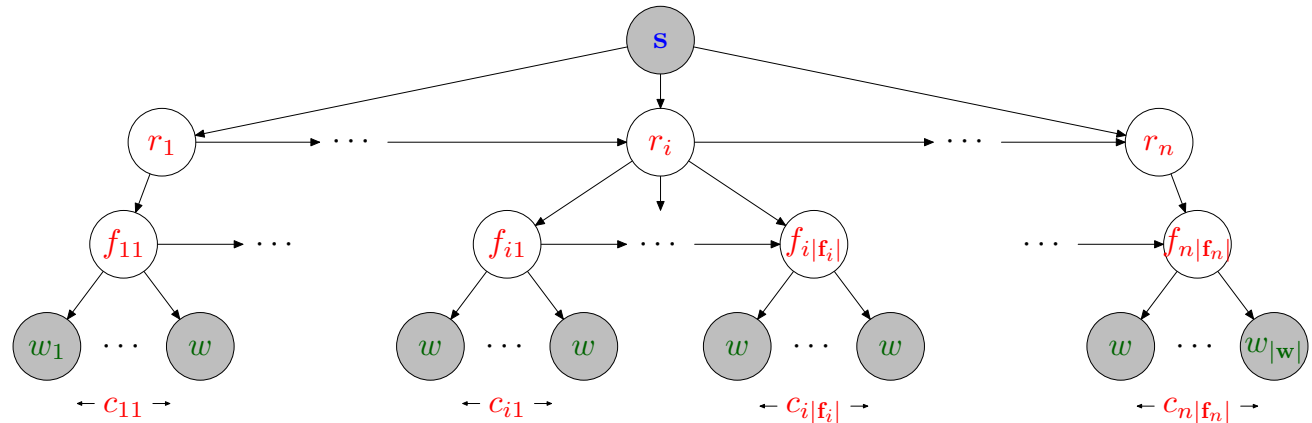 s
r₁ ··· rᵢ ··· rₙ
f₁₁ ··· fᵢ₁ ··· fᵢ|𝐟ᵢ| ··· fₙ|𝐟ₙ|
w₁ ··· w w ··· w w ··· w w ··· w|𝐰|
c₁₁ cᵢ₁ cᵢ|𝐟ᵢ| cₙ|𝐟ₙ|